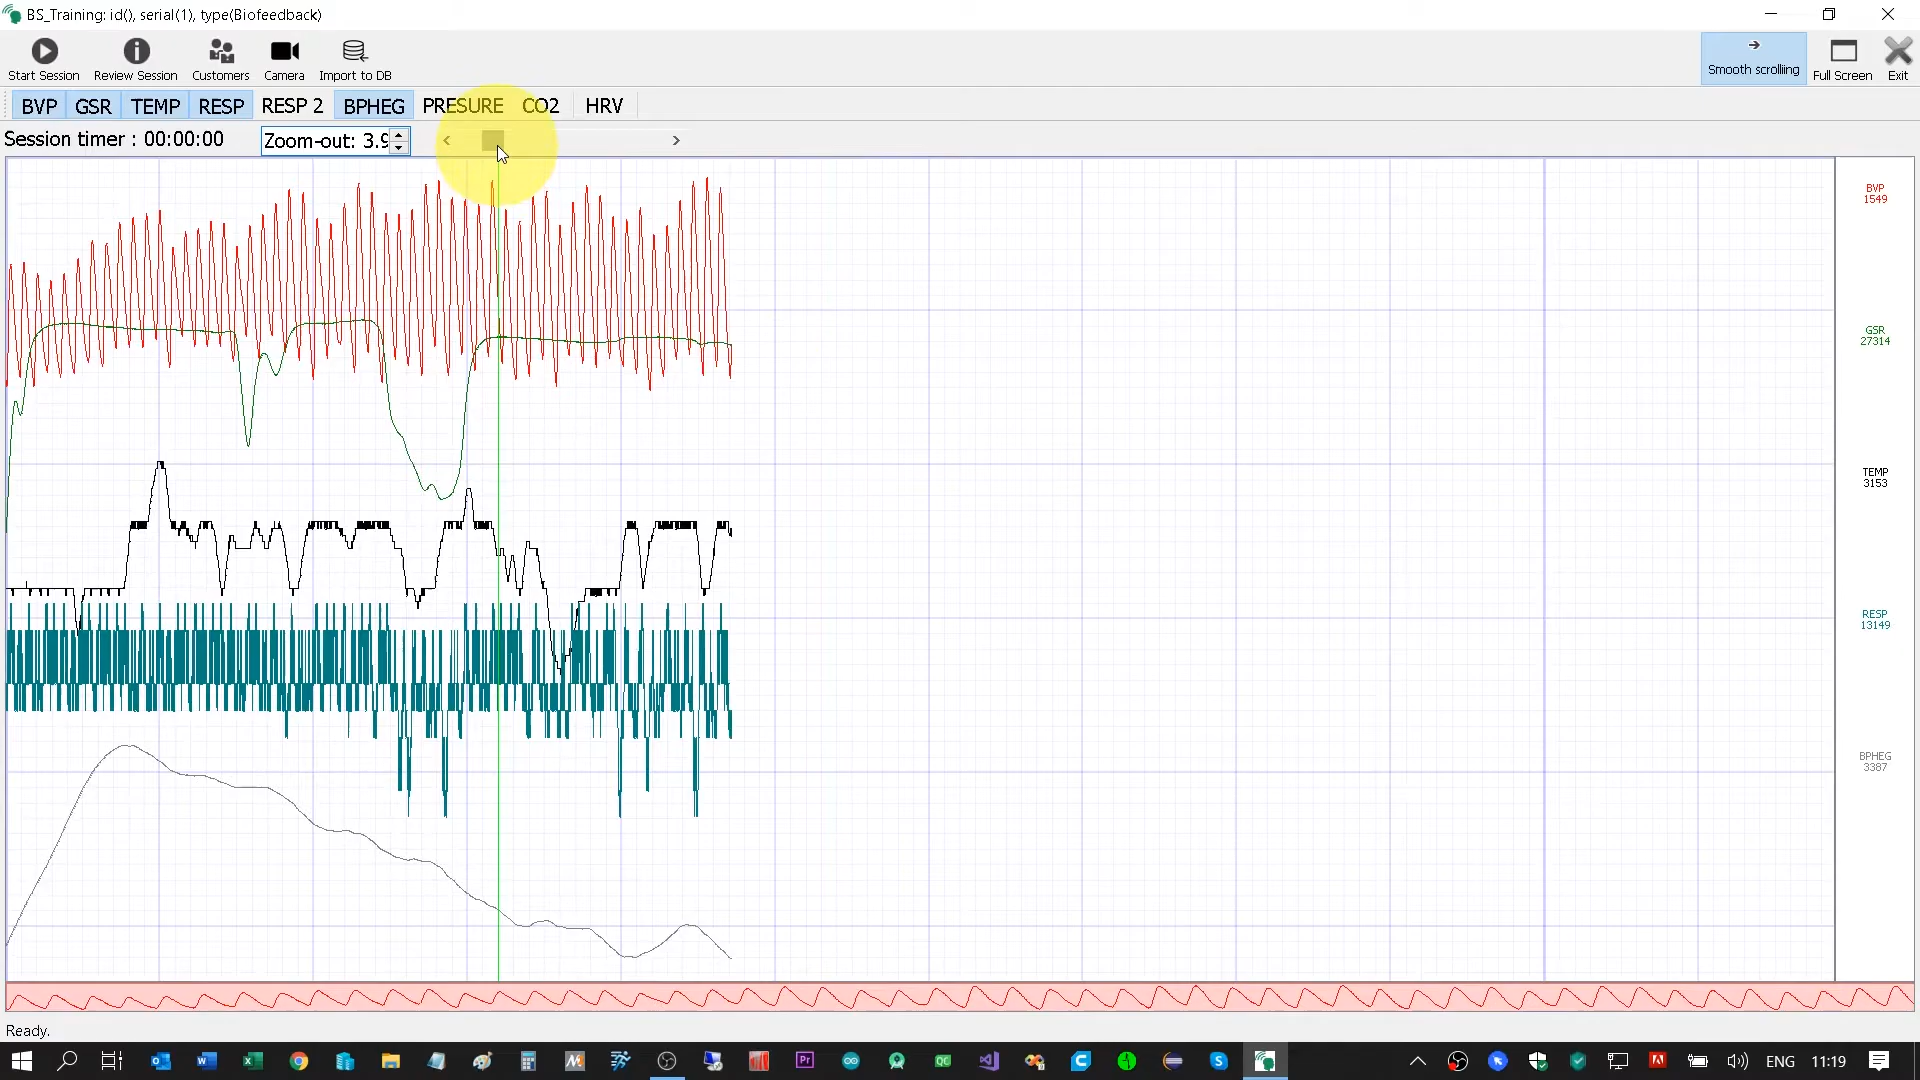 BS_Training: id(), serial(1), type(Biofeedback)
Start Session Review Session Customers Camera Import to DB Smooth scrolling Full Screen Exit
BVP GSR TEMP RESP RESP 2 BPHEG PRESURE CO2 HRV
Session timer : 00:00:00 Zoom-out: 3.9
BVP
1549
GSR
27314
TEMP
3153
RESP
13149
BPHEG
3387
Ready.
ENG 11:19